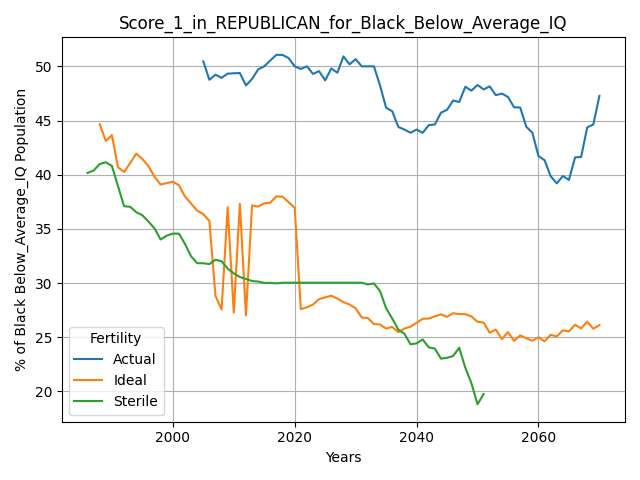 Score_1_in_REPUBLICAN_for_Black_Below_Average_IQ
% of Black Below_Average_IQ Population
50
45
40
35
30
25
20
Fertility
Actual
Ideal
Sterile
2000
2020
2040
2060
Years